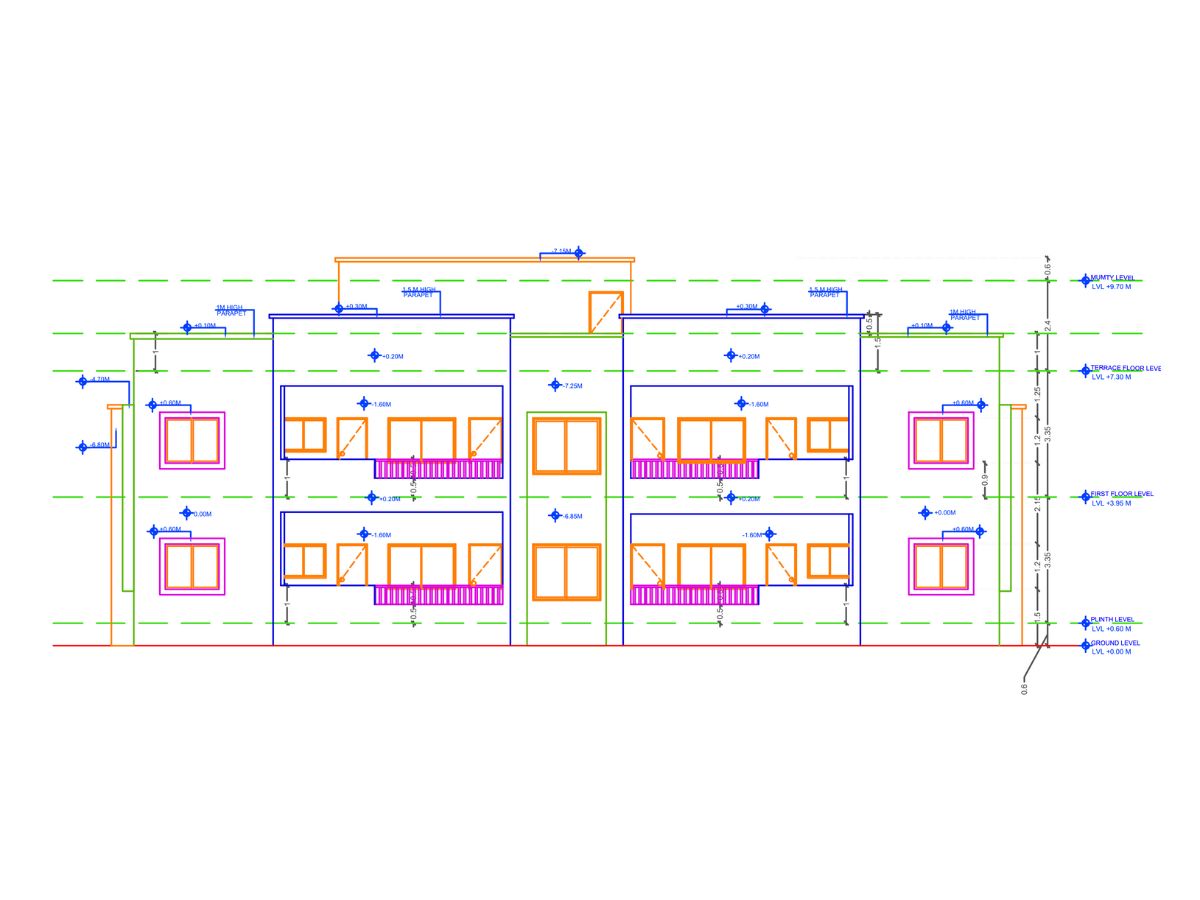 -7.15M
0.6
MUMTY LEVEL
LVL +9.70 M
1.5 M HIGH
PARAPET
1.5 M HIGH
PARAPET
+0.30M
+0.30M
1M HIGH
PARAPET
1M HIGH
PARAPET
+0.10M
+0.10M
0.5
2.4
1.5
1
1
+0.20M
+0.20M
TERRACE FLOOR LEVE
LVL +7.30 M
-4.70M
-7.25M
1.25
+0.60M
-1.60M
-1.60M
+0.60M
-6.80M
1.2
3.35
1
0.5
0.5
1
0.9
+0.20M
+0.20M
FIRST FLOOR LEVEL
LVL +3.95 M
0.00M
-6.85M
+0.00M
2.15
+0.60M
-1.60M
-1.60M
+0.60M
1.2
3.35
1
0.5
0.5
1
1.5
PLINTH LEVEL
LVL +0.60 M
GROUND LEVEL
LVL +0.00 M
0.6